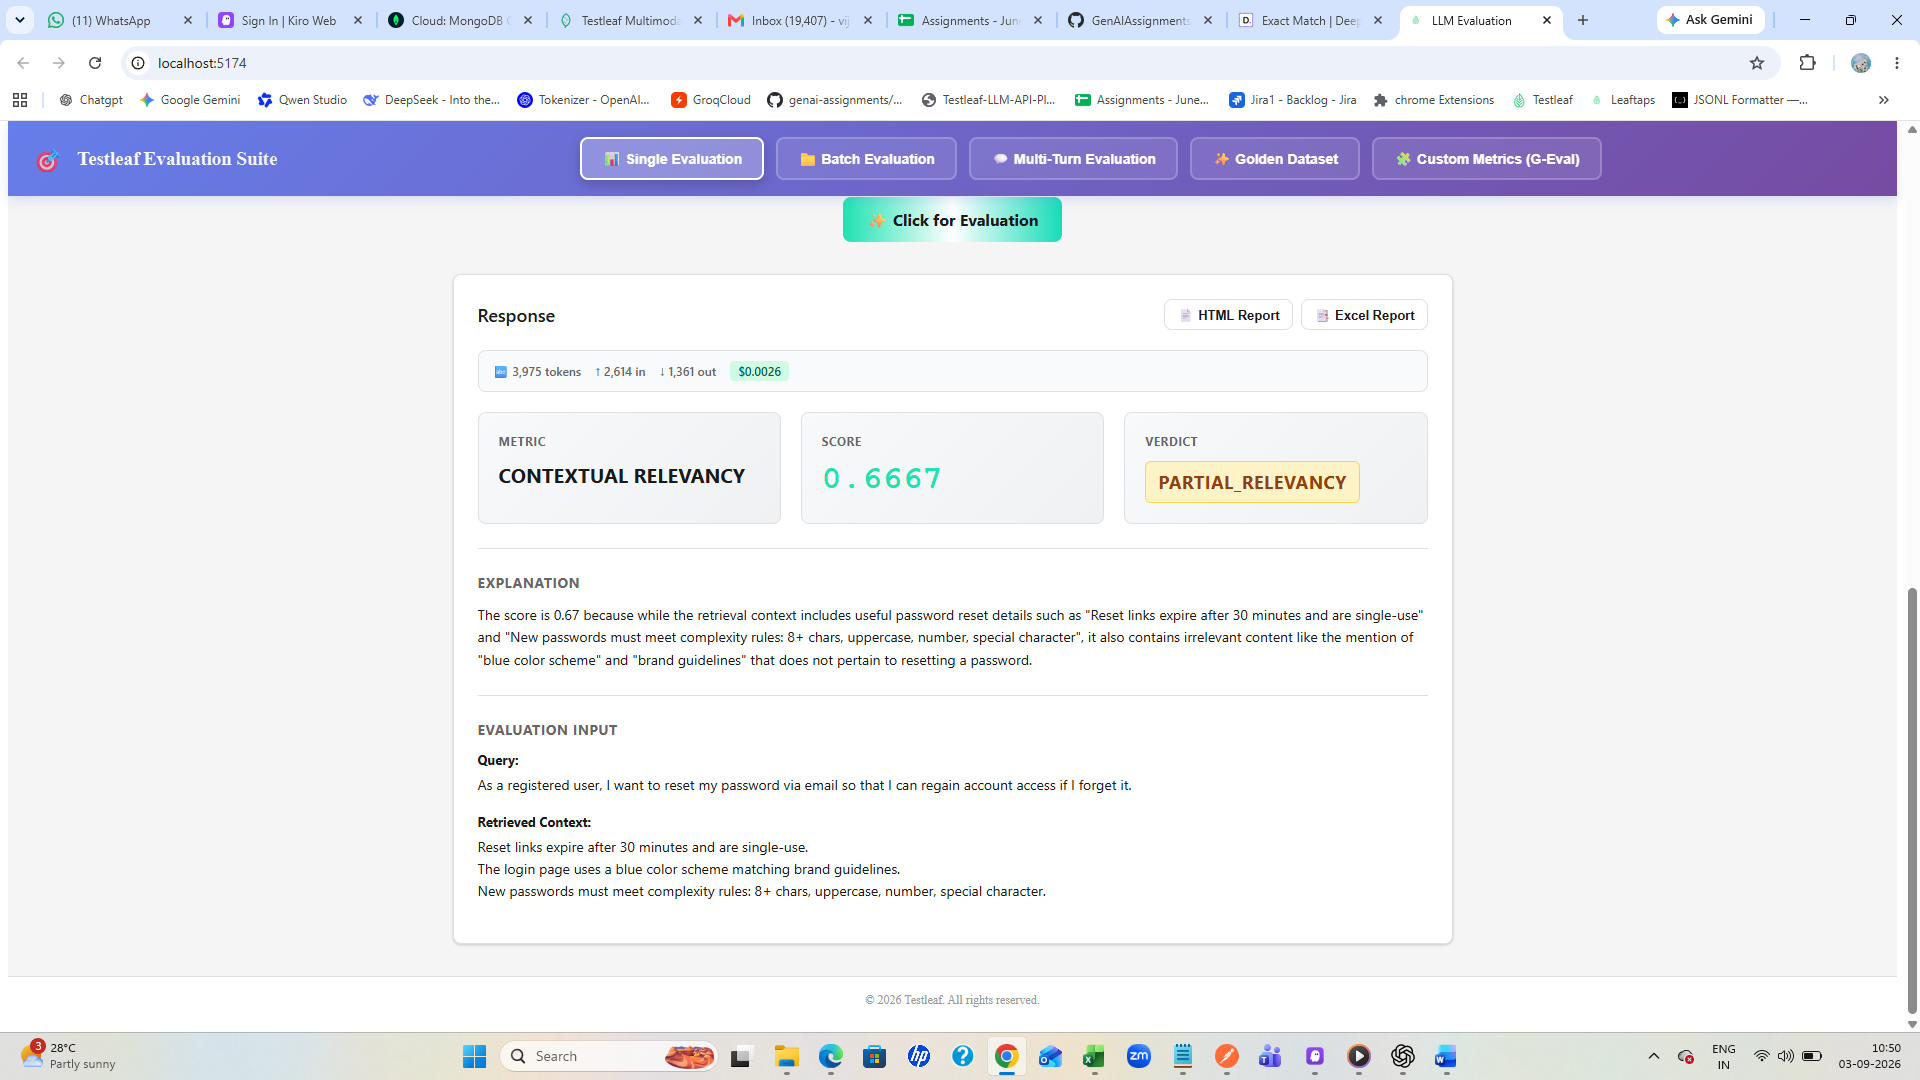 (11) WhatsApp
Sign In | Kiro Web
Cloud: MongoDB C
Testleaf Multimoda
Inbox (19,407) - vij
Assignments - June
GenAIAssignments
Exact Match | Deep
LLM Evaluation
Ask Gemini
localhost:5174
Chatgpt
Google Gemini
Qwen Studio
DeepSeek - Into the...
Tokenizer - OpenAI...
GroqCloud
genai-assignments/...
Testleaf-LLM-API-Pl...
Assignments - June...
Jira1 - Backlog - Jira
chrome Extensions
Testleaf
Leaftaps
JSONL Formatter —...
Testleaf Evaluation Suite
Single Evaluation
Batch Evaluation
Multi-Turn Evaluation
Golden Dataset
Custom Metrics (G-Eval)
Click for Evaluation
Response
HTML Report
Excel Report
3,975 tokens ↑ 2,614 in ↓ 1,361 out $0.0026
METRIC
CONTEXTUAL RELEVANCY
SCORE
0.6667
VERDICT
PARTIAL_RELEVANCY
EXPLANATION
The score is 0.67 because while the retrieval context includes useful password reset details such as "Reset links expire after 30 minutes and are single-use"
and "New passwords must meet complexity rules: 8+ chars, uppercase, number, special character", it also contains irrelevant content like the mention of
"blue color scheme" and "brand guidelines" that does not pertain to resetting a password.
EVALUATION INPUT
Query:
As a registered user, I want to reset my password via email so that I can regain account access if I forget it.
Retrieved Context:
Reset links expire after 30 minutes and are single-use.
The login page uses a blue color scheme matching brand guidelines.
New passwords must meet complexity rules: 8+ chars, uppercase, number, special character.
© 2026 Testleaf. All rights reserved.
3
28°C
Partly sunny
Search
hp
zm
ENG
IN
10:50
03-09-2026